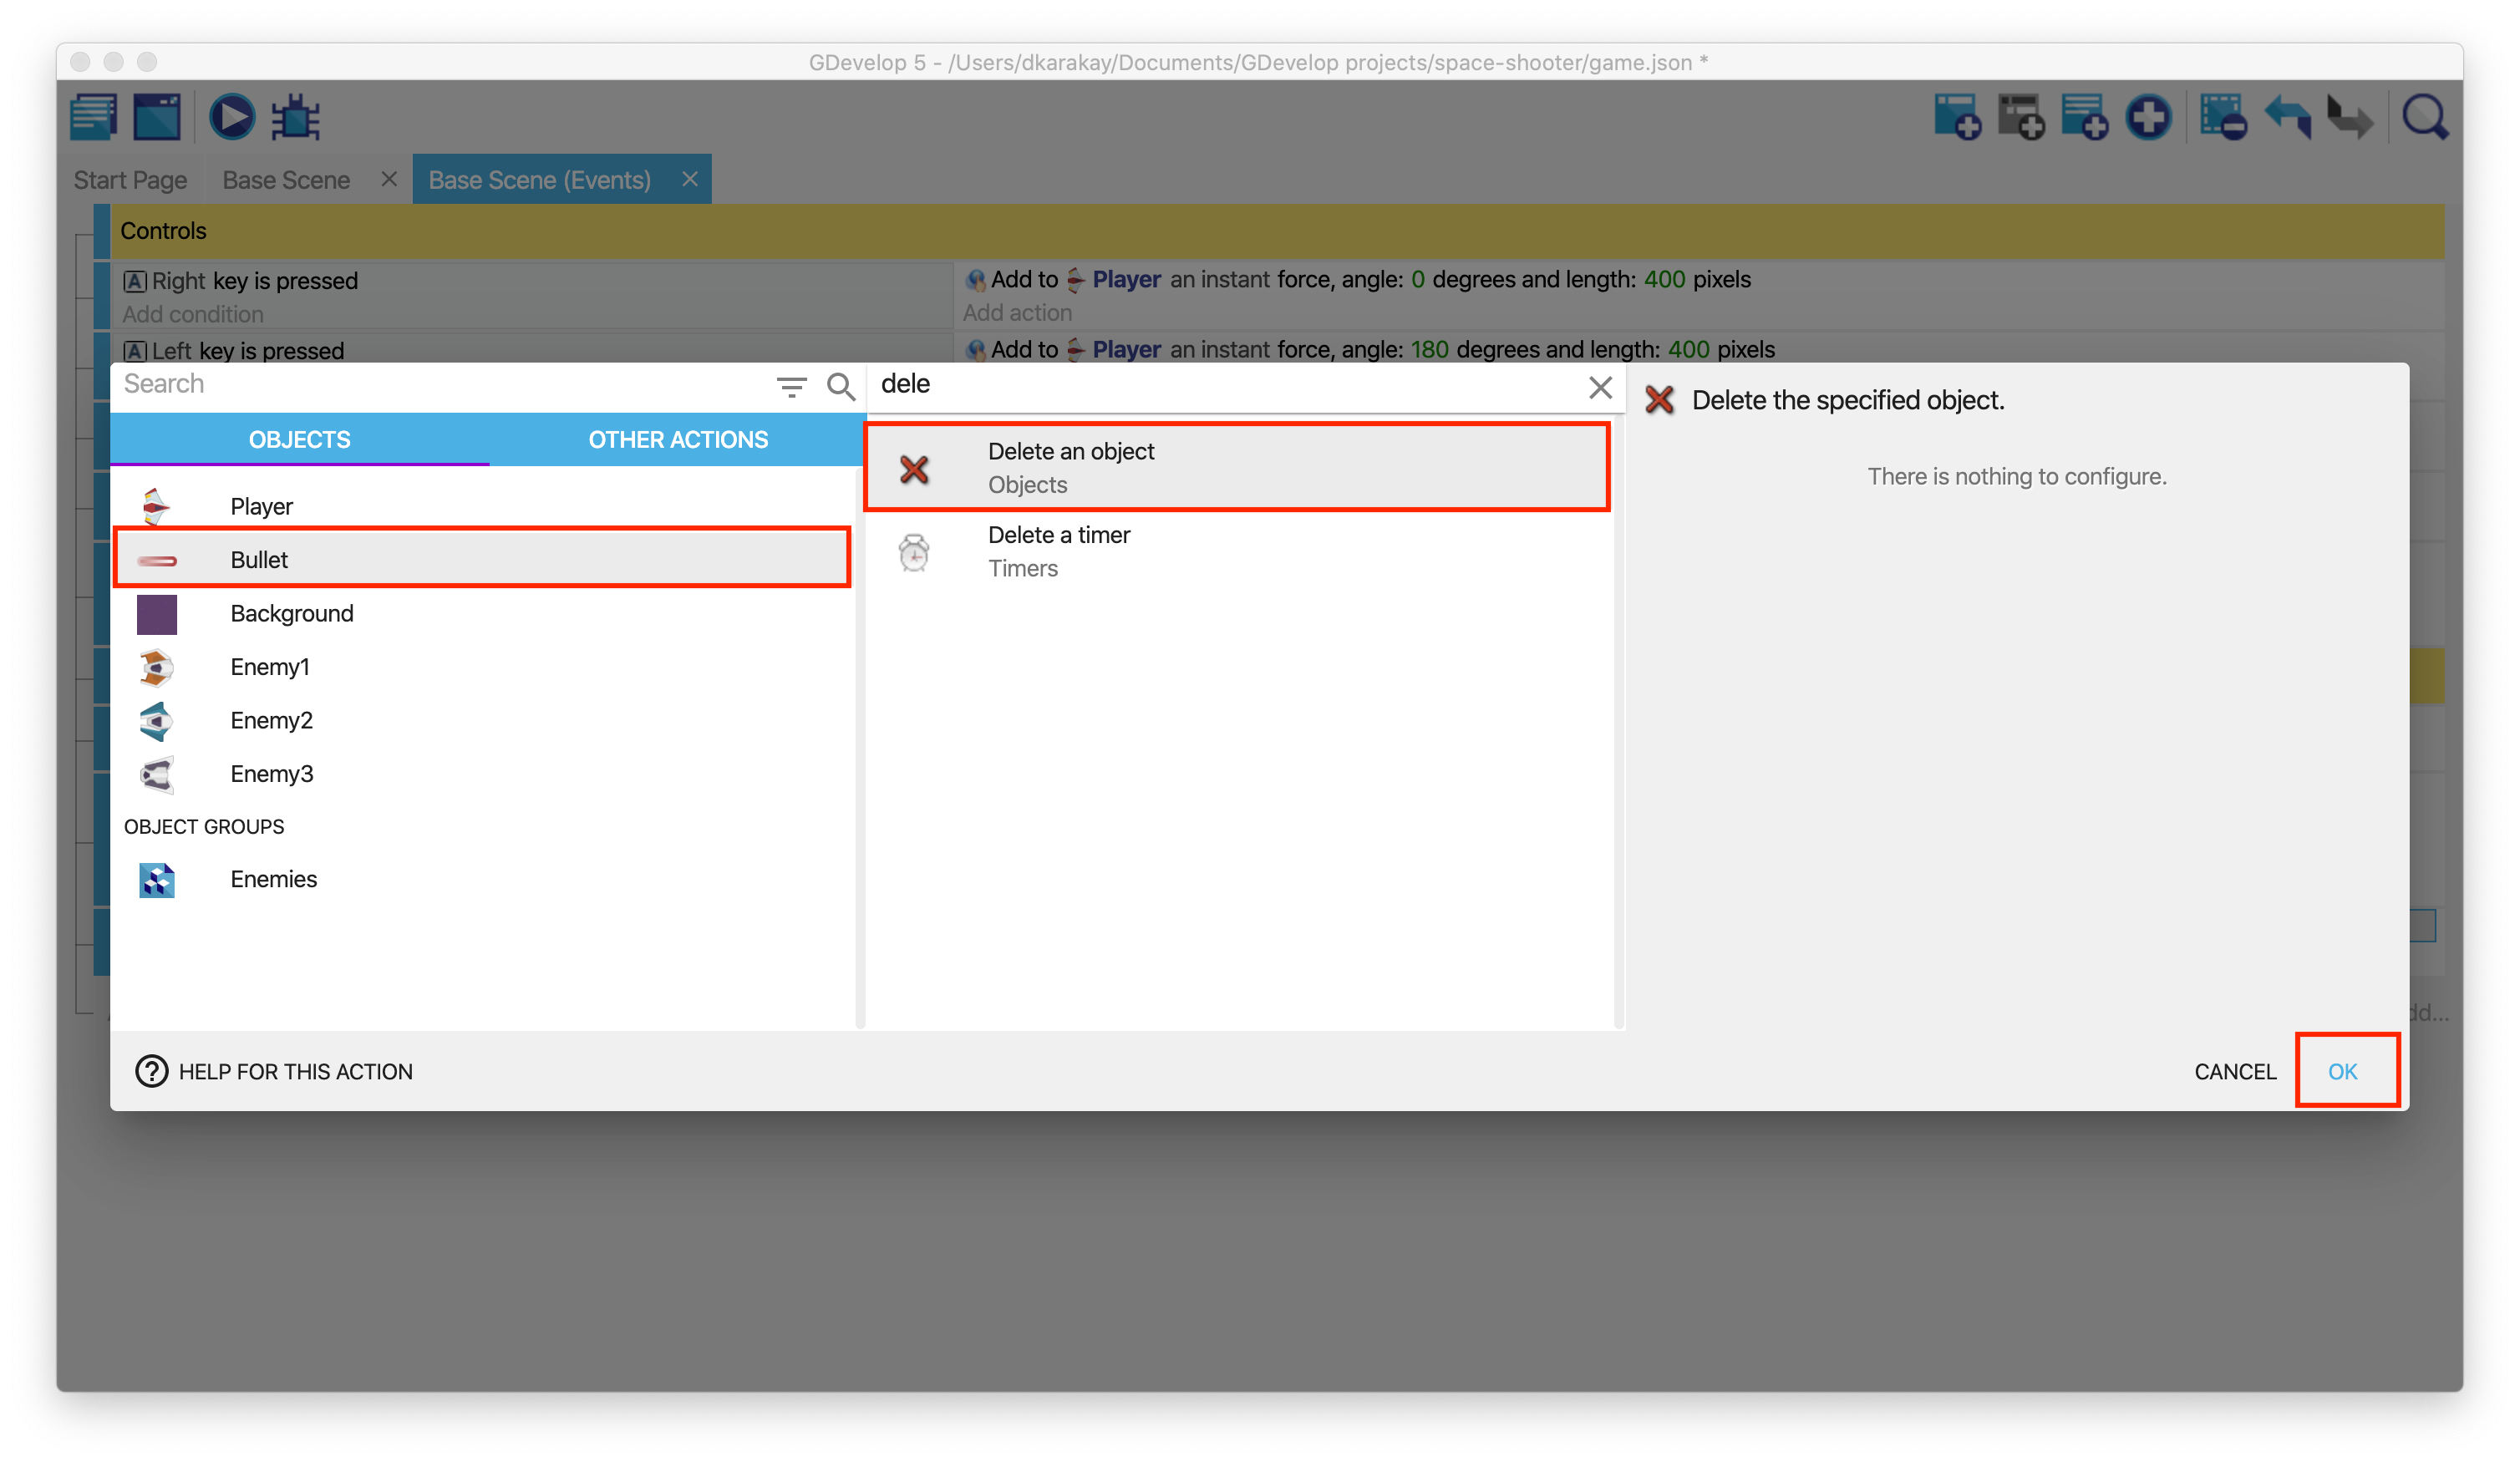 GDevelop 5 - /Users/dkarakay/Documents/GDevelop projects/space-shooter/game.json *
Start Page
Base Scene
Base Scene (Events)
Controls
A Right key is pressed
Add to Player an instant force, angle: 0 degrees and length: 400 pixels
Add condition
Add action
A Left key is pressed
Add to Player an instant force, angle: 180 degrees and length: 400 pixels
Search
OBJECTS
OTHER ACTIONS
Player
Bullet
Background
Enemy1
Enemy2
Enemy3
OBJECT GROUPS
Enemies
dele
Delete an object
Objects
Delete a timer
Timers
Delete the specified object.
There is nothing to configure.
? HELP FOR THIS ACTION
CANCEL
OK